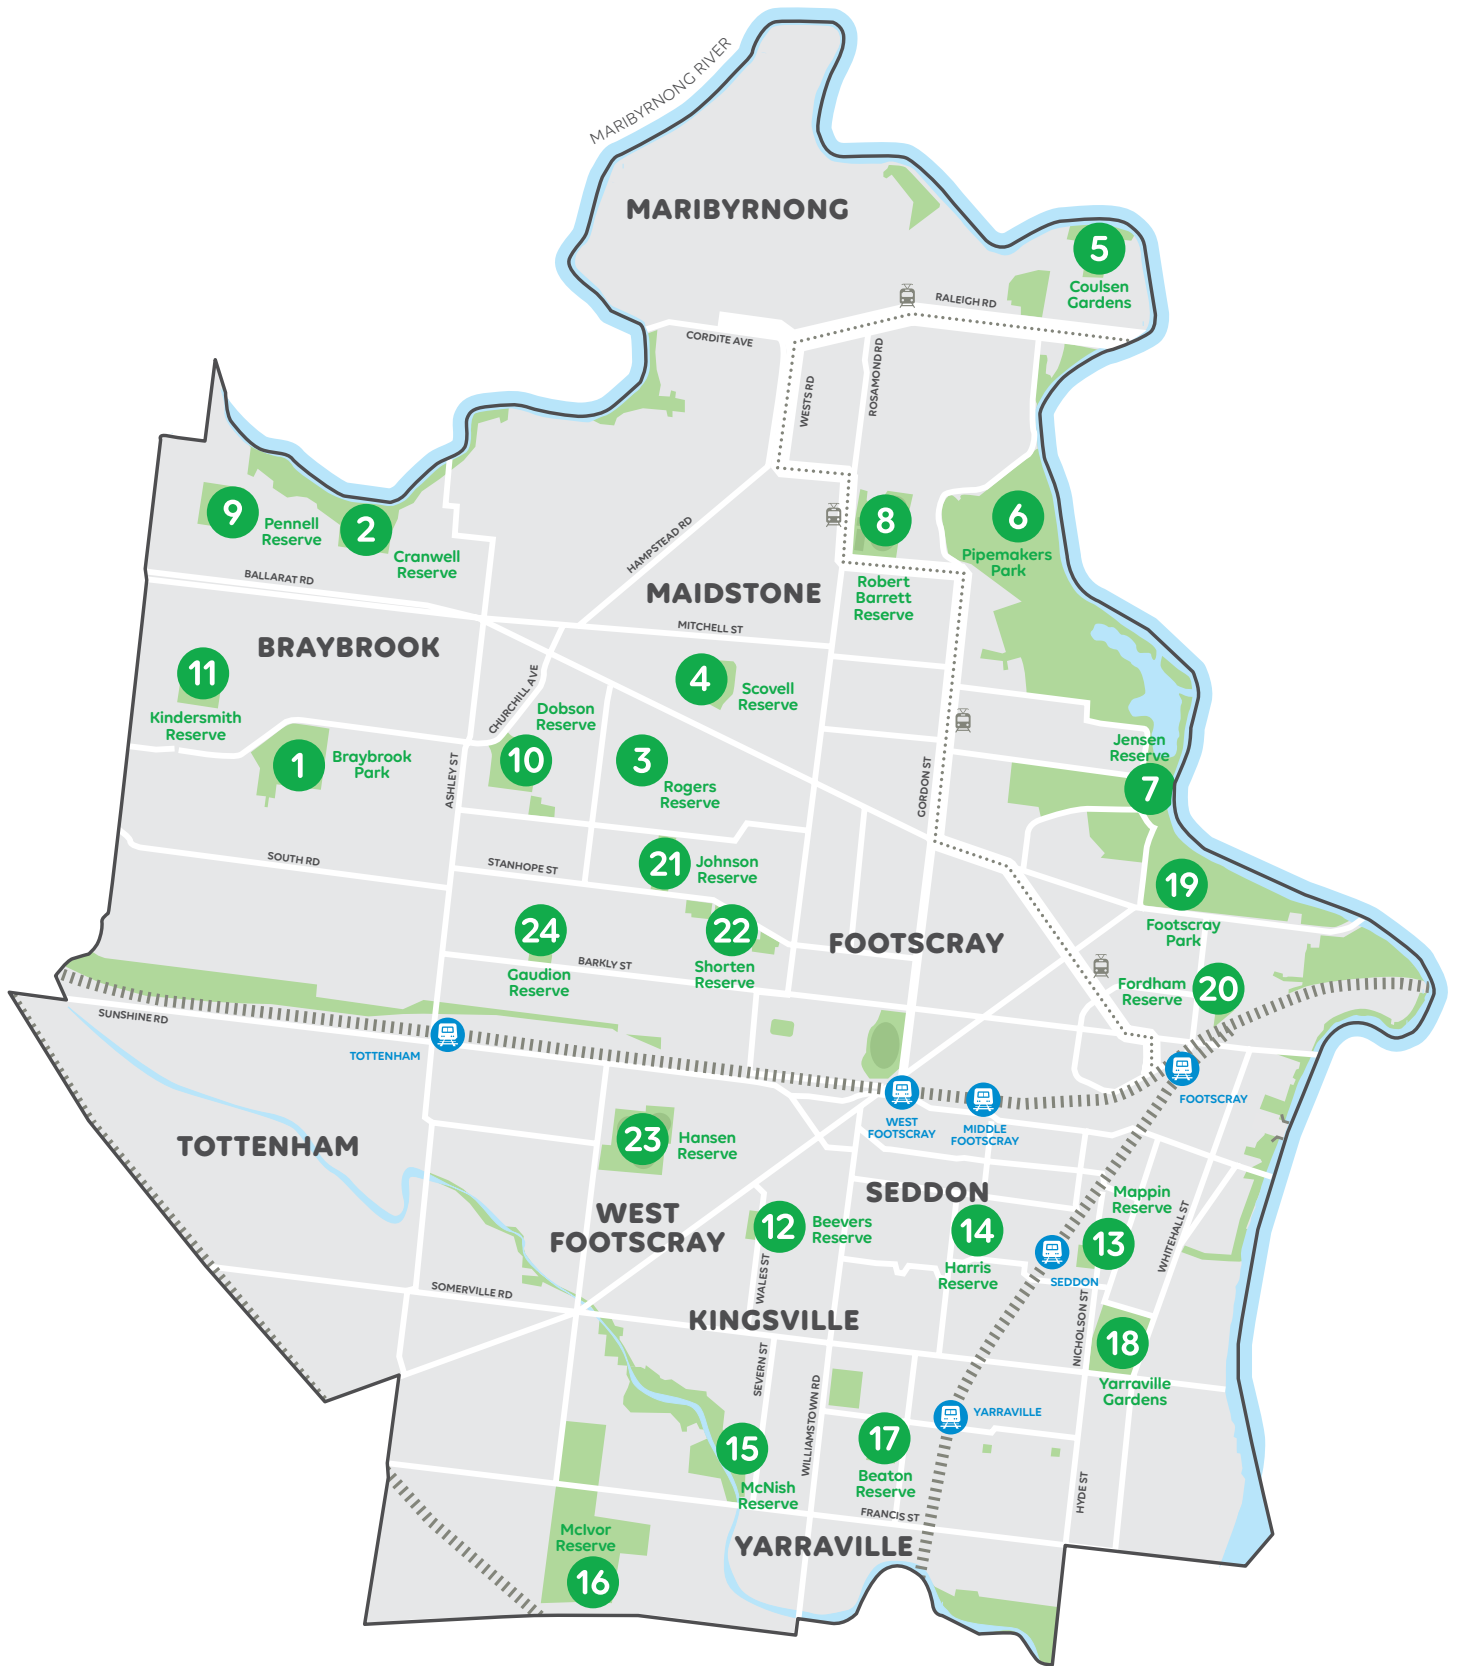 MARIBYRNONG RIVER
MARIBYRNONG
5
Coulsen
Gardens
RALEIGH RD
CORDITE AVE
WESTS RD
ROSAMOND RD
9
Pennell
Reserve
2
Cranwell
Reserve
8
Robert
Barrett
Reserve
6
Pipemakers
Park
HAMPSTEAD RD
BALLARAT RD
MAIDSTONE
MITCHELL ST
BRAYBROOK
11
Kindersmith
Reserve
4
Scovell
Reserve
CHURCHILL AVE
Dobson
Reserve
10
1
Braybrook
Park
ASHLEY ST
3
Rogers
Reserve
GORDON ST
Jensen
Reserve
7
SOUTH RD
STANHOPE ST
21
Johnson
Reserve
19
Footscray
Park
24
Gaudion
Reserve
BARKLY ST
22
Shorten
Reserve
FOOTSCRAY
Fordham
Reserve
20
SUNSHINE RD
TOTTENHAM
WEST
FOOTSCRAY
MIDDLE
FOOTSCRAY
FOOTSCRAY
TOTTENHAM
23
Hansen
Reserve
SEDDON
WEST
FOOTSCRAY
12
Beevers
Reserve
14
Harris
Reserve
Mappin
Reserve
13
WHITEHALL ST
SEDDON
WALES ST
SOMERVILLE RD
KINGSVILLE
NICHOLSON ST
18
Yarraville
Gardens
SEVERN ST
WILLIAMSTOWN RD
YARRAVILLE
15
McNish
Reserve
17
Beaton
Reserve
HYDE ST
FRANCIS ST
McIvor
Reserve
16
YARRAVILLE